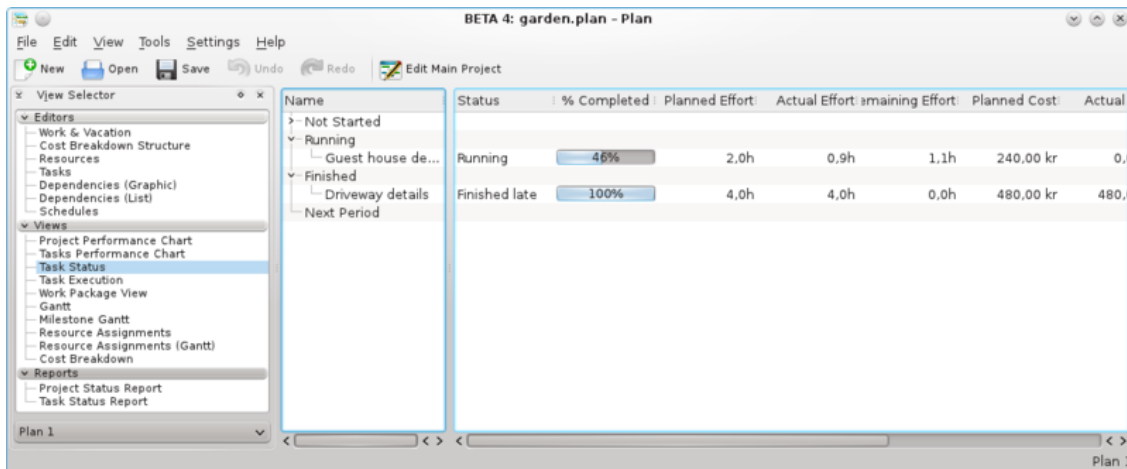 BETA 4: garden.plan – Plan
File Edit View Tools Settings Help
New Open Save Undo Redo Edit Main Project
View Selector
Editors
Work & Vacation
Cost Breakdown Structure
Resources
Tasks
Dependencies (Graphic)
Dependencies (List)
Schedules
Views
Project Performance Chart
Tasks Performance Chart
Task Status
Task Execution
Work Package View
Gantt
Milestone Gantt
Resource Assignments
Resource Assignments (Gantt)
Cost Breakdown
Reports
Project Status Report
Task Status Report
Plan 1
Name Status % Completed Planned Effort Actual Effort emaining Effort Planned Cost Actual
Not Started
Running
Guest house de... Running 46% 2,0h 0,9h 1,1h 240,00 kr 0,
Finished
Driveway details Finished late 100% 4,0h 4,0h 0,0h 480,00 kr 480,
Next Period
Plan